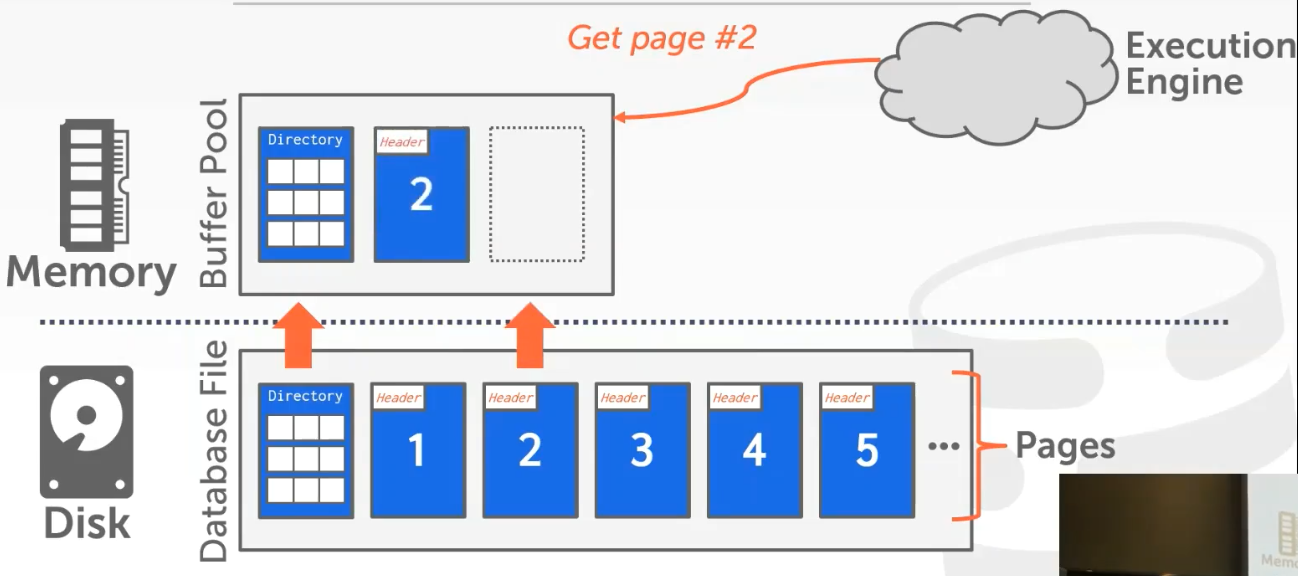 Get page #2
Execution
Engine
Buffer Pool
Directory
Header
2
Memory
Database File
Directory
Header
1
Header
2
Header
3
Header
4
Header
5
...
Pages
Disk